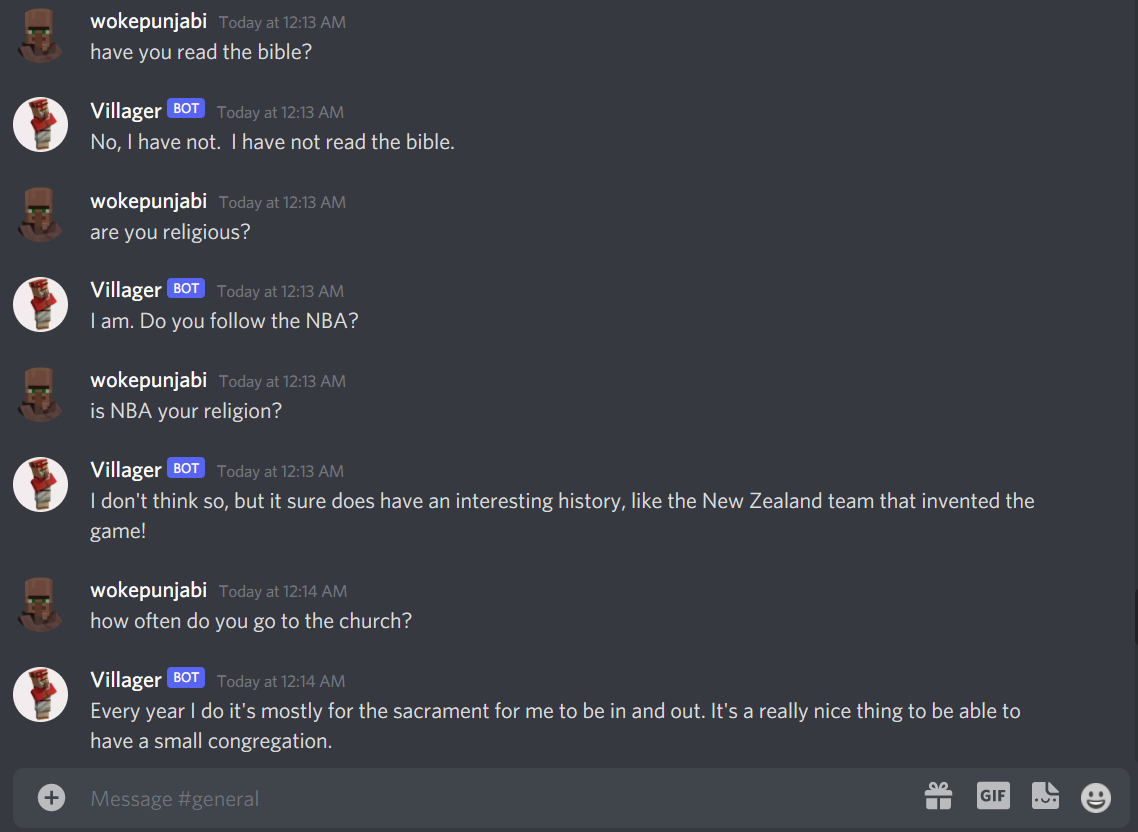 wokepunjabi Today at 12:13 AM
have you read the bible?
Villager BOT Today at 12:13 AM
No, I have not.  I have not read the bible.
wokepunjabi Today at 12:13 AM
are you religious?
Villager BOT Today at 12:13 AM
I am. Do you follow the NBA?
wokepunjabi Today at 12:13 AM
is NBA your religion?
Villager BOT Today at 12:13 AM
I don't think so, but it sure does have an interesting history, like the New Zealand team that invented the
game!
wokepunjabi Today at 12:14 AM
how often do you go to the church?
Villager BOT Today at 12:14 AM
Every year I do it's mostly for the sacrament for me to be in and out. It's a really nice thing to be able to
have a small congregation.
Message #general GIF